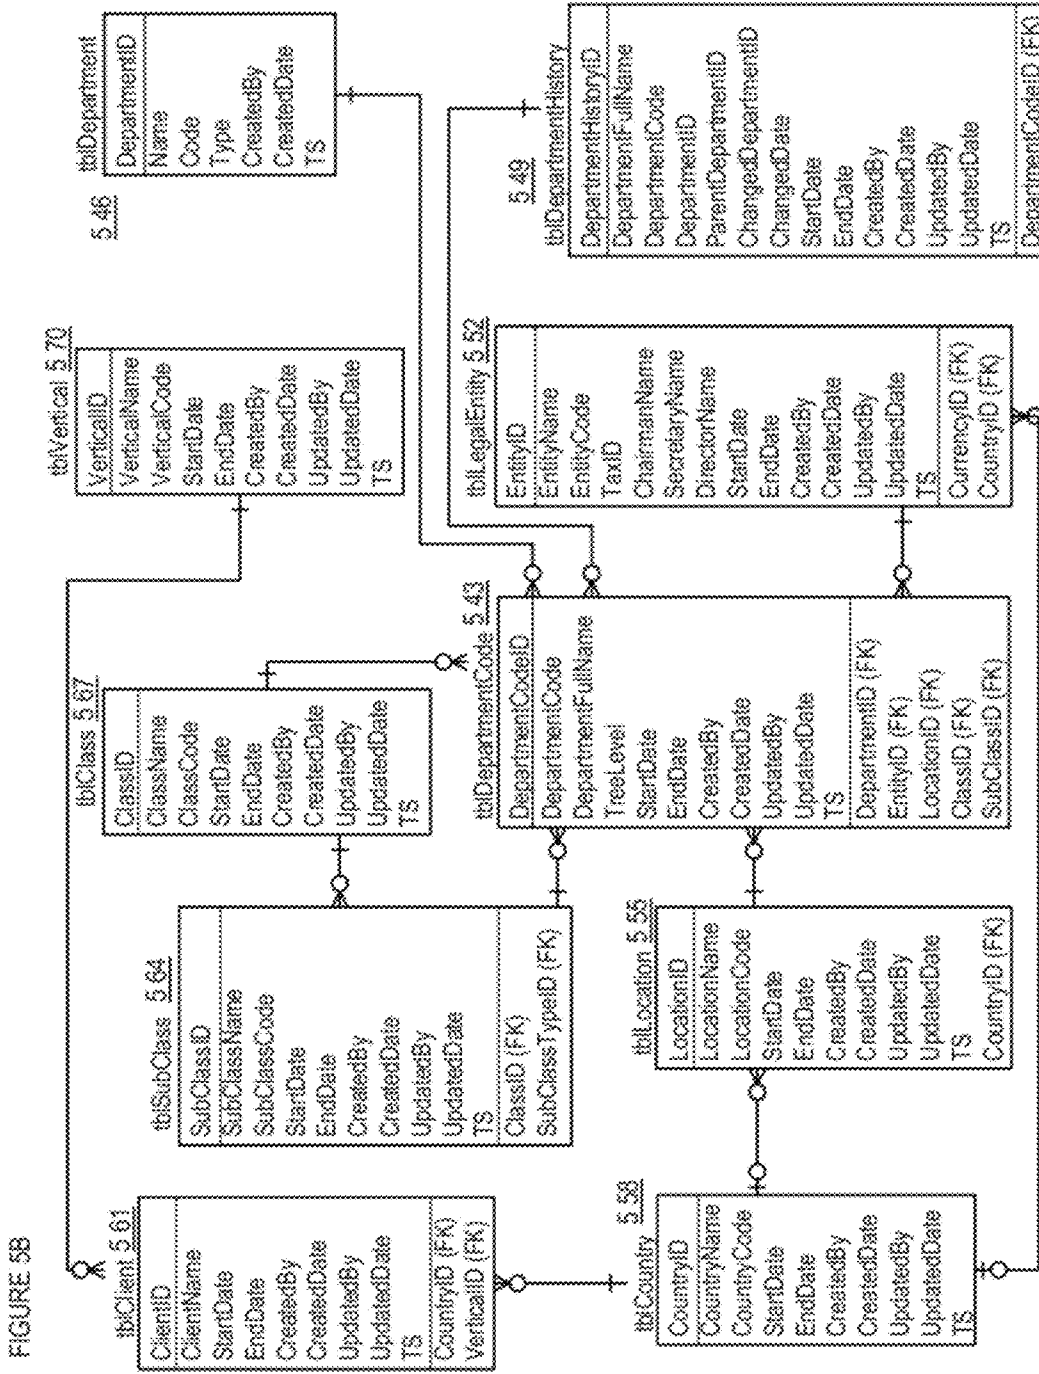 FIGURE 5B
tblClient 5.61
ClientID
ClientName
StartDate
EndDate
CreatedBy
CreatedDate
UpdatedBy
UpdatedDate
TS
CountryID (FK)
VerticalID (FK)
tblCountry 5.58
CountryID
CountryName
CountryCode
StartDate
EndDate
CreatedBy
CreatedDate
UpdatedBy
UpdatedDate
TS
tblSubClass 5.64
SubClassID
SubClassName
SubClassCode
StartDate
EndDate
CreatedBy
CreatedDate
UpdatedBy
UpdatedDate
TS
ClassID (FK)
SubClassTypeID (FK)
tblLocation 5.55
LocationID
LocationName
LocationCode
StartDate
EndDate
CreatedBy
CreatedDate
UpdatedBy
UpdatedDate
TS
CountryID (FK)
tblClass 5.67
ClassID
ClassName
ClassCode
StartDate
EndDate
CreatedBy
CreatedDate
UpdatedBy
UpdatedDate
TS
tblDepartmentCode 5.43
DepartmentCodeID
DepartmentCode
DepartmentFullName
TreeLevel
StartDate
EndDate
CreatedBy
CreatedDate
UpdatedBy
UpdatedDate
TS
DepartmentID (FK)
EntityID (FK)
LocationID (FK)
ClassID (FK)
SubClassID (FK)
tblVertical 5.70
VerticalID
VerticalName
VerticalCode
StartDate
EndDate
CreatedBy
CreatedDate
UpdatedBy
UpdatedDate
TS
tblLegalEntity 5.52
EntityID
EntityName
EntityCode
TaxID
ChairmanName
SecretaryName
DirectorName
StartDate
EndDate
CreatedBy
CreatedDate
UpdatedBy
UpdatedDate
TS
CurrencyID (FK)
CountryID (FK)
5.46
tblDepartment
DepartmentID
Name
Code
Type
CreatedBy
CreatedDate
TS
5.49
tblDepartmentHistory
DepartmentHistoryID
DepartmentFullName
DepartmentCode
DepartmentID
ParentDepartmentID
ChangedDepartmentID
ChangedDate
StartDate
EndDate
CreatedBy
CreatedDate
UpdatedBy
UpdatedDate
TS
DepartmentCodeID (FK)